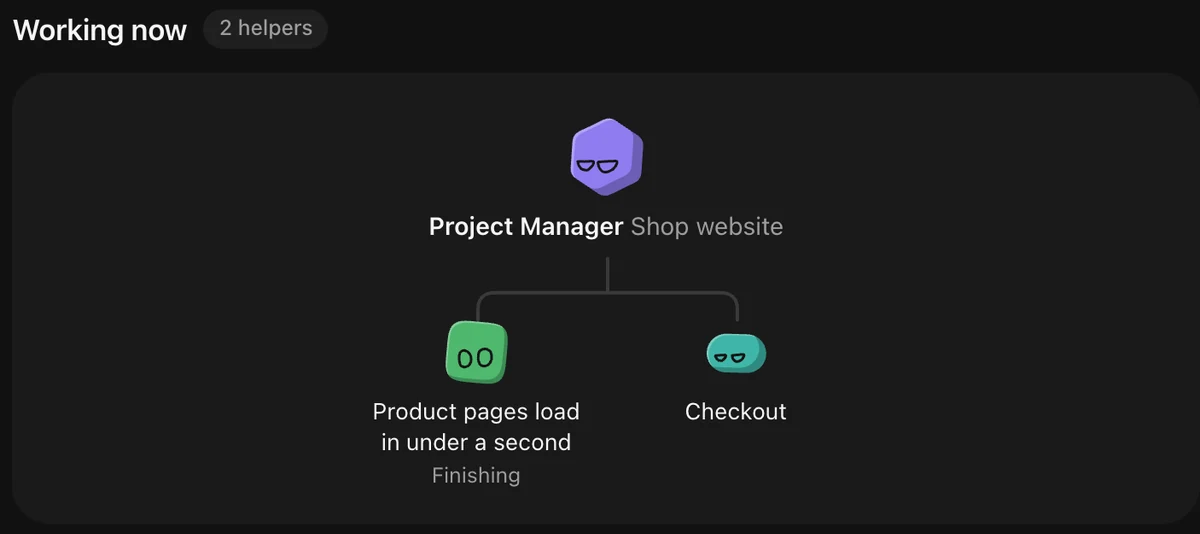 Working now
2 helpers
Project Manager Shop website
Product pages load
in under a second
Finishing
Checkout